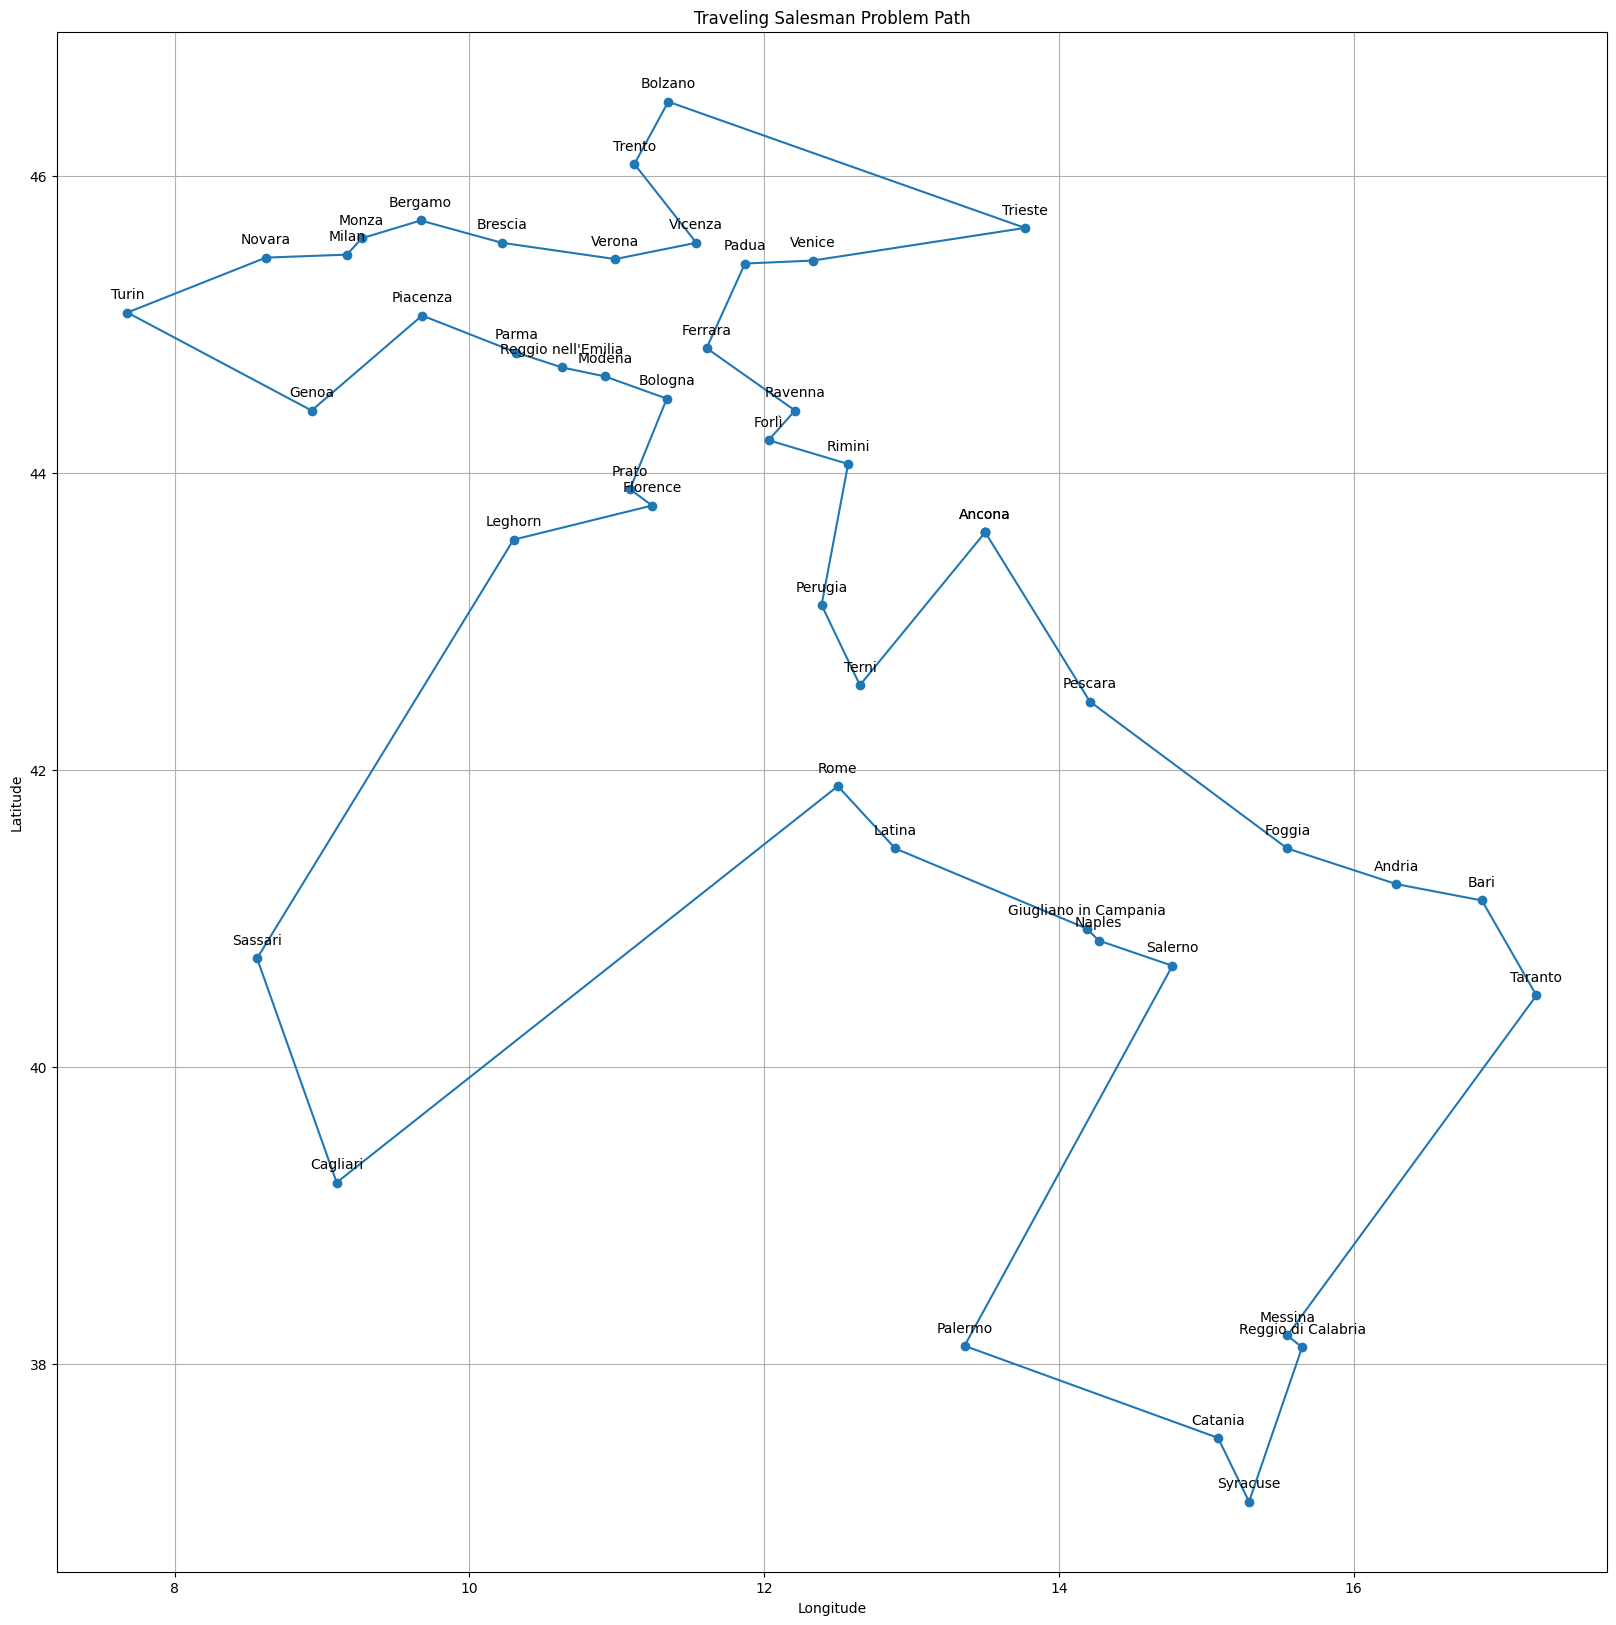 Traveling Salesman Problem Path
Bolzano
Trento
Bergamo
Trieste
Monza
Brescia
Vicenza
Novara
Milan
Verona
Padua
Venice
Turin
Piacenza
Parma
Ferrara
Reggio nell'Emilia
Modena
Bologna
Genoa
Ravenna
Forlì
Rimini
Prato
Florence
Leghorn
Ancona
Perugia
Terni
Pescara
Rome
Latina
Foggia
Andria
Bari
Giugliano in Campania
Naples
Sassari
Salerno
Taranto
Cagliari
Palermo
Messina
Reggio di Calabria
Catania
Syracuse
46
44
42
40
38
Latitude
8
10
12
14
16
Longitude